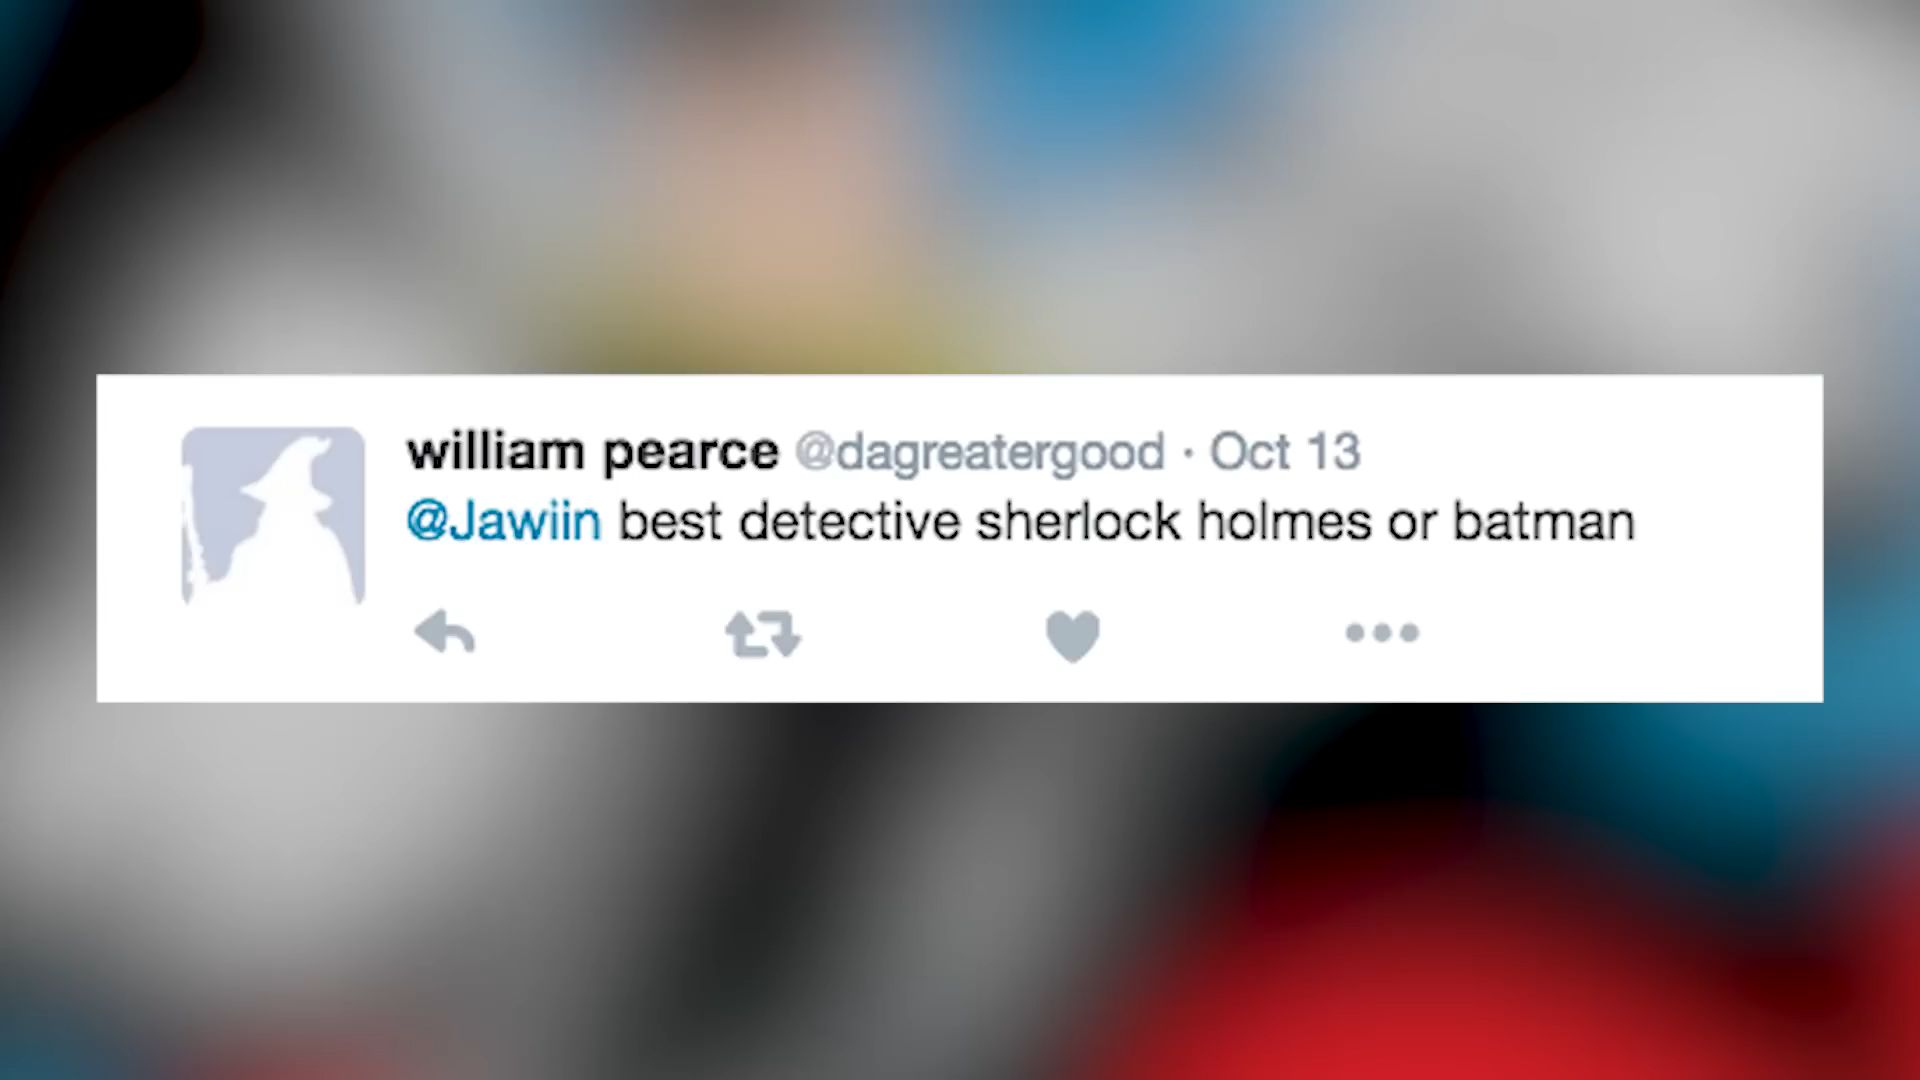 william pearce @dagreatergood · Oct 13
@Jawiin best detective sherlock holmes or batman